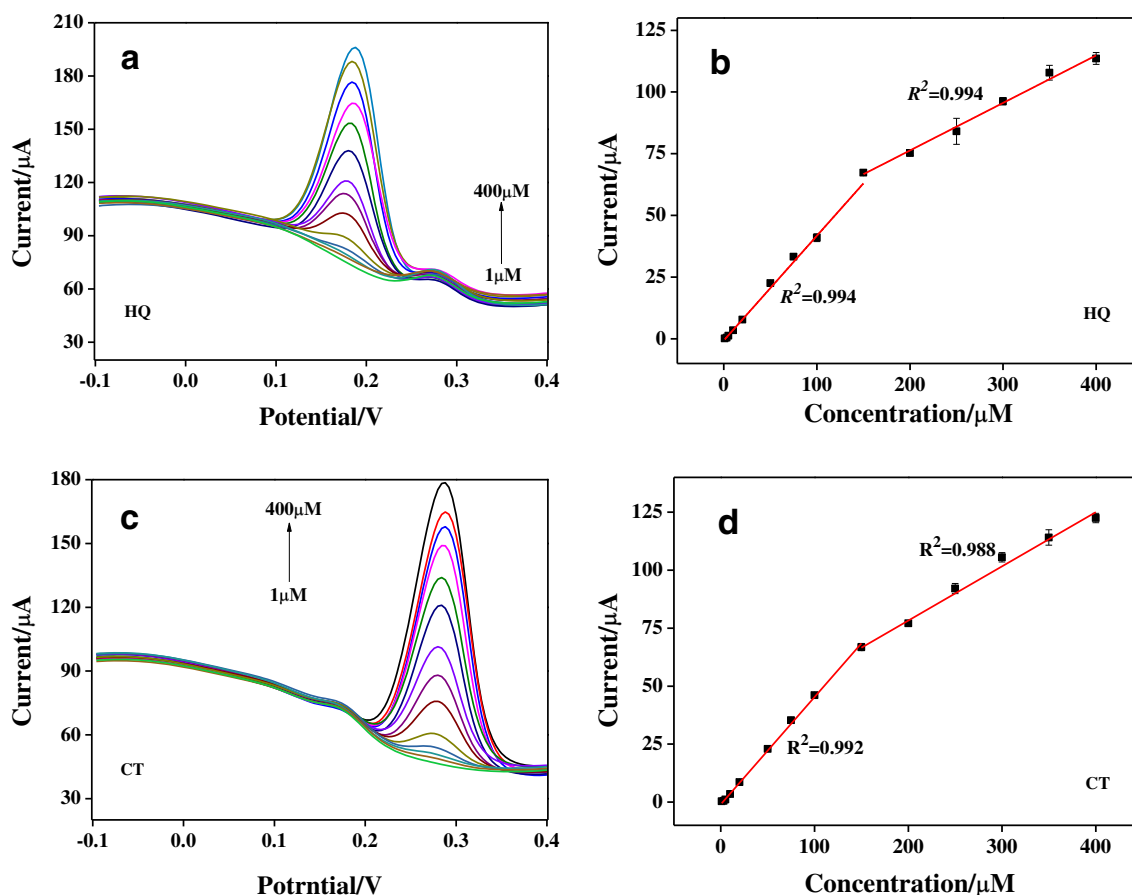 a
210
180
150
120
90
60
30
Current/μA
400μM
1μM
HQ
-0.1 0.0 0.1 0.2 0.3 0.4
Potential/V
b
125
100
75
50
25
0
Current/μA
R²=0.994
R²=0.994
HQ
0 100 200 300 400
Concentration/μM
c
180
150
120
90
60
30
Current/μA
400μM
1μM
CT
-0.1 0.0 0.1 0.2 0.3 0.4
Potrntial/V
d
125
100
75
50
25
0
Current/μA
R²=0.988
R²=0.992
CT
0 100 200 300 400
Concentration/μM